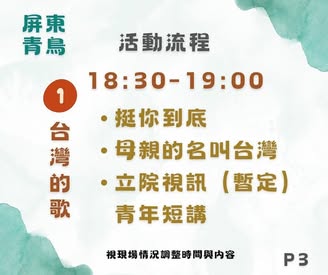 屏東
青鳥
活動流程
18:30-19:00
1
台灣的歌
•挺你到底
•母親的名叫台灣
•立院視訊（暫定）
青年短講
視現場情況調整時間與內容
P3